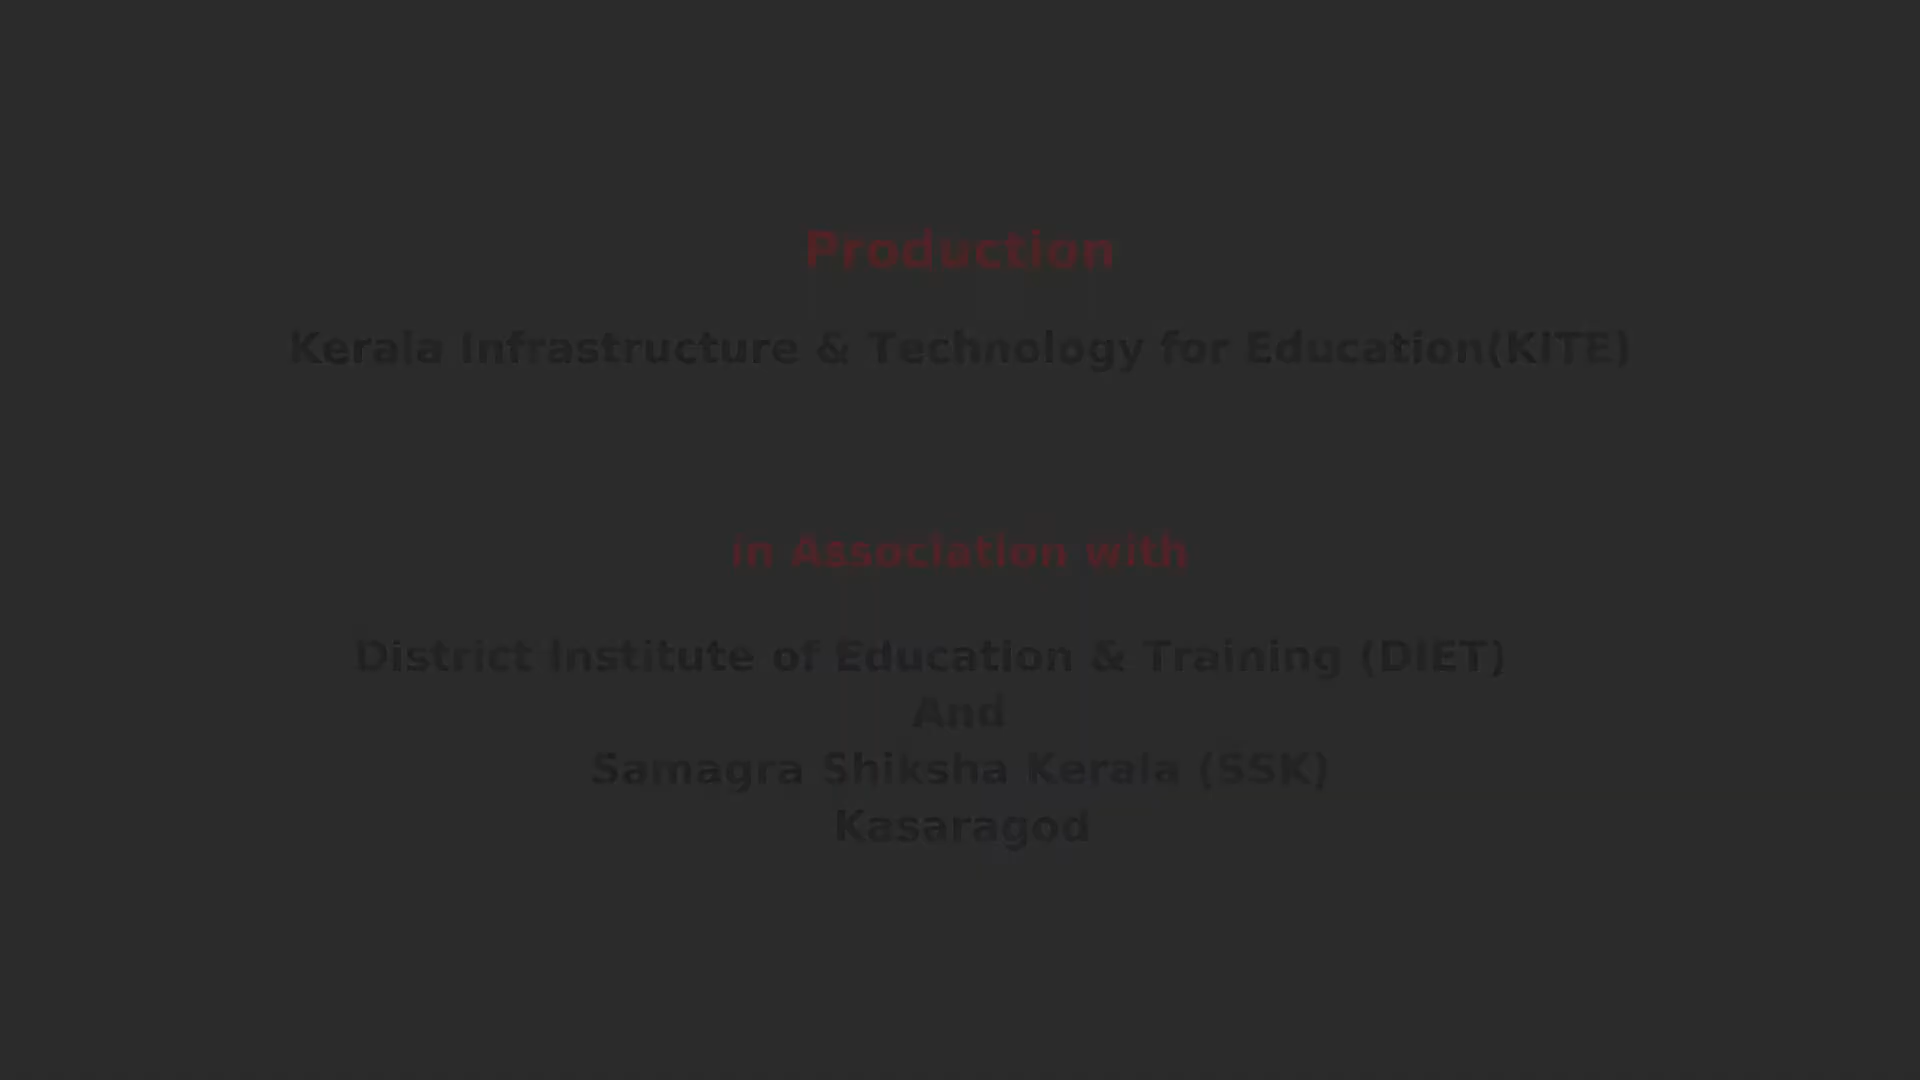 Production
Kerala Infrastructure & Technology for Education(KITE)
in Association with
District Institute of Education & Training (DIET)
And
Samagra Shiksha Kerala (SSK)
Kasaragod